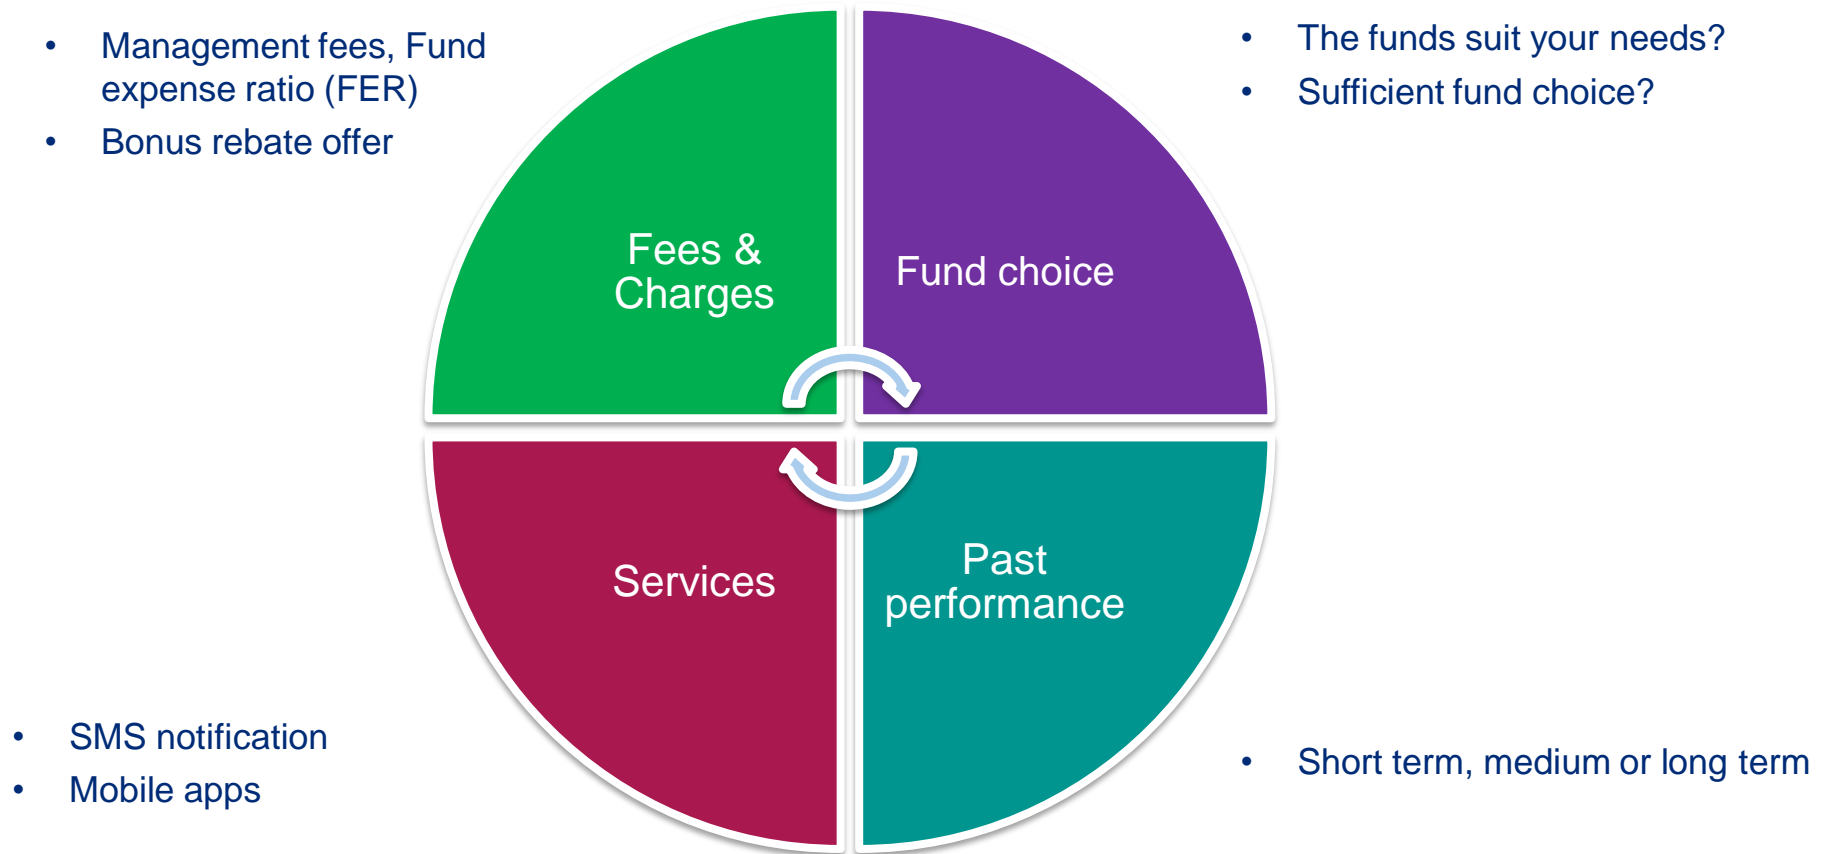 • Management fees, Fund
expense ratio (FER)
• Bonus rebate offer
• The funds suit your needs?
• Sufficient fund choice?
Fees &
Charges
Fund choice
Services
Past
performance
• SMS notification
• Mobile apps
• Short term, medium or long term